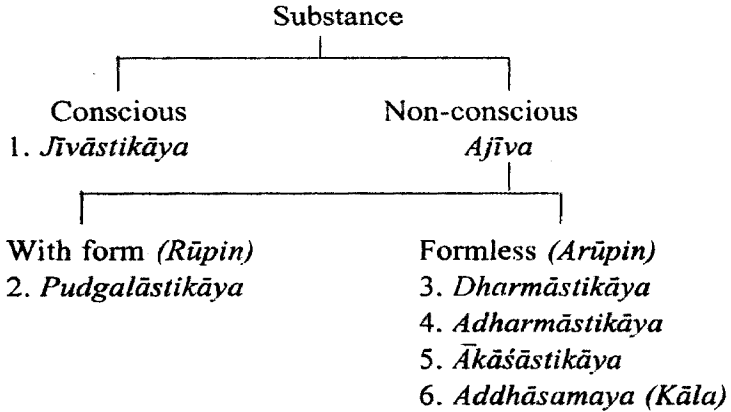 Substance
Conscious
1. Jīvāstikāya
Non-conscious
Ajīva
With form (Rūpin)
2. Pudgalāstikāya
Formless (Arūpin)
3. Dharmāstikāya
4. Adharmāstikāya
5. Ākāśāstikāya
6. Addhāsamaya (Kāla)